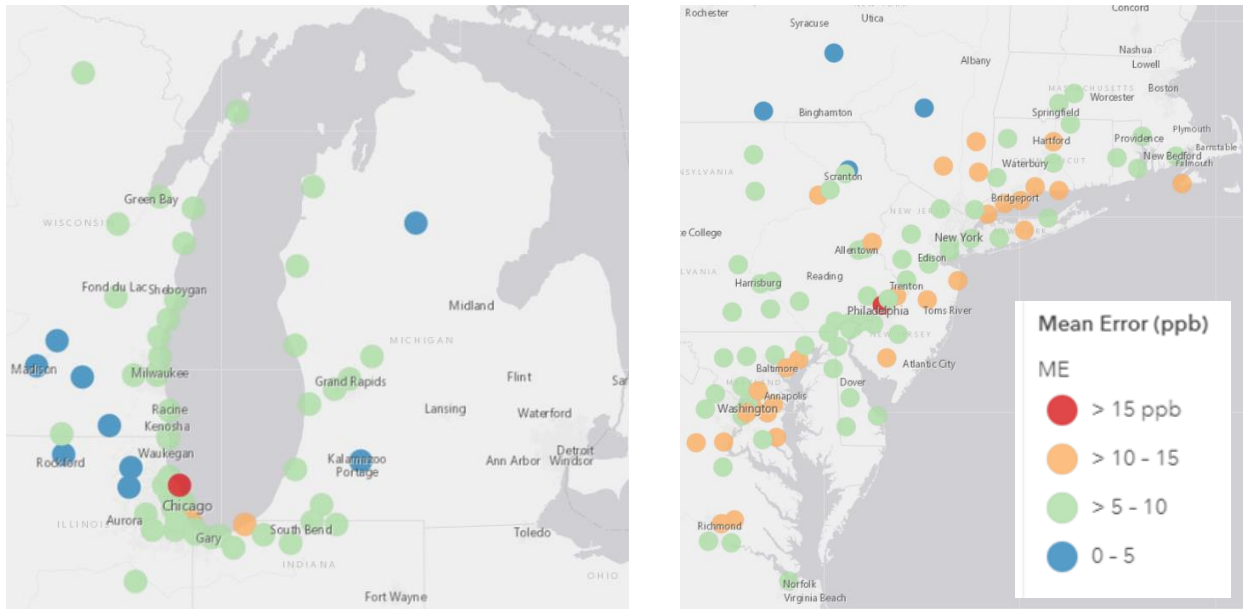 Green Bay
WISCONSIN
Fond du Lac
Sheboygan
Midland
MICHIGAN
Madison
Milwaukee
Grand Rapids
Flint
Lansing
Waterford
Racine
Kenosha
Rockford
Waukegan
Kalamazoo
Portage
Ann Arbor
Detroit
Windsor
Chicago
ILLINOIS
Aurora
Gary
South Bend
Toledo
INDIANA
OHIO
Fort Wayne
Rochester
Syracuse
Utica
Concord
Albany
Nashua
Lowell
MASSACHUSETTS
Boston
Worcester
Binghamton
Springfield
Plymouth
Hartford
Providence
Barnstable
Waterbury
New Bedford
Falmouth
Scranton
Bridgeport
NEW JERSEY
New York
Allentown
Edison
Reading
Harrisburg
Trenton
Philadelphia
Toms River
Baltimore
Atlantic City
Dover
Annapolis
Washington
Richmond
Norfolk
Virginia Beach
Mean Error (ppb)
ME
> 15 ppb
> 10 - 15
> 5 - 10
0 - 5